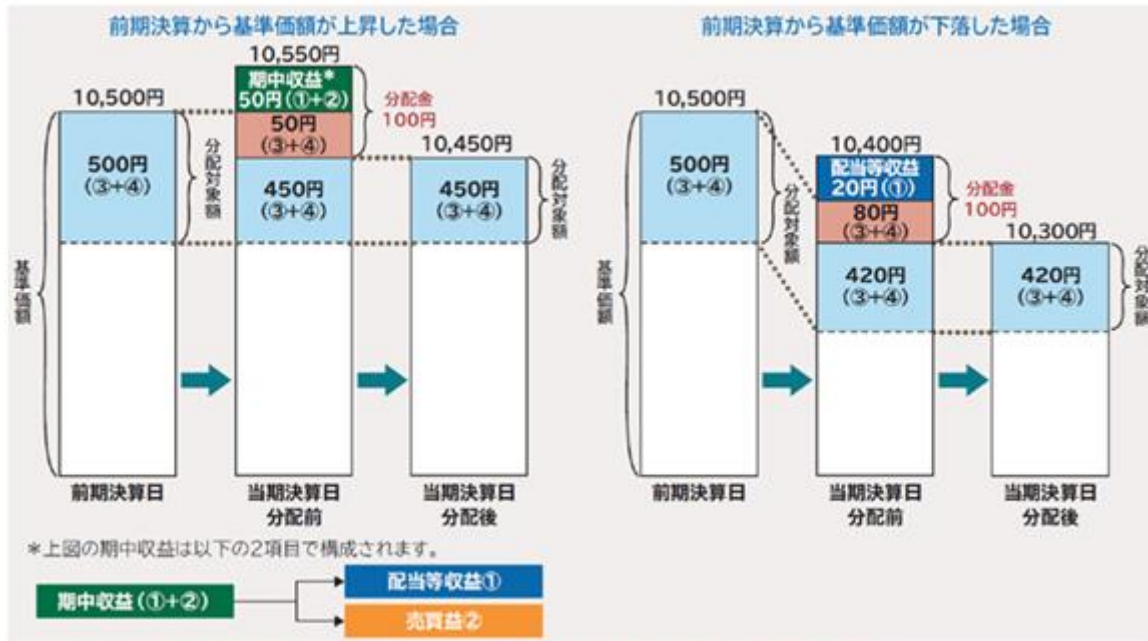 前期決算から基準価額が上昇した場合
10,550円
10,500円
期中収益*
50円(①+②)
分配金
100円
50円
(③+④)
10,450円
500円
(③+④)
分配対象額
450円
(③+④)
450円
(③+④)
分配対象額
基準価額
前期決算日
当期決算日
分配前
当期決算日
分配後
前期決算から基準価額が下落した場合
10,500円
10,400円
500円
(③+④)
分配対象額
配当等収益
20円(①)
分配金
100円
80円
(③+④)
10,300円
420円
(③+④)
420円
(③+④)
分配対象額
基準価額
前期決算日
当期決算日
分配前
当期決算日
分配後
*上図の期中収益は以下の2項目で構成されます。
期中収益(①+②)
配当等収益①
売買益②